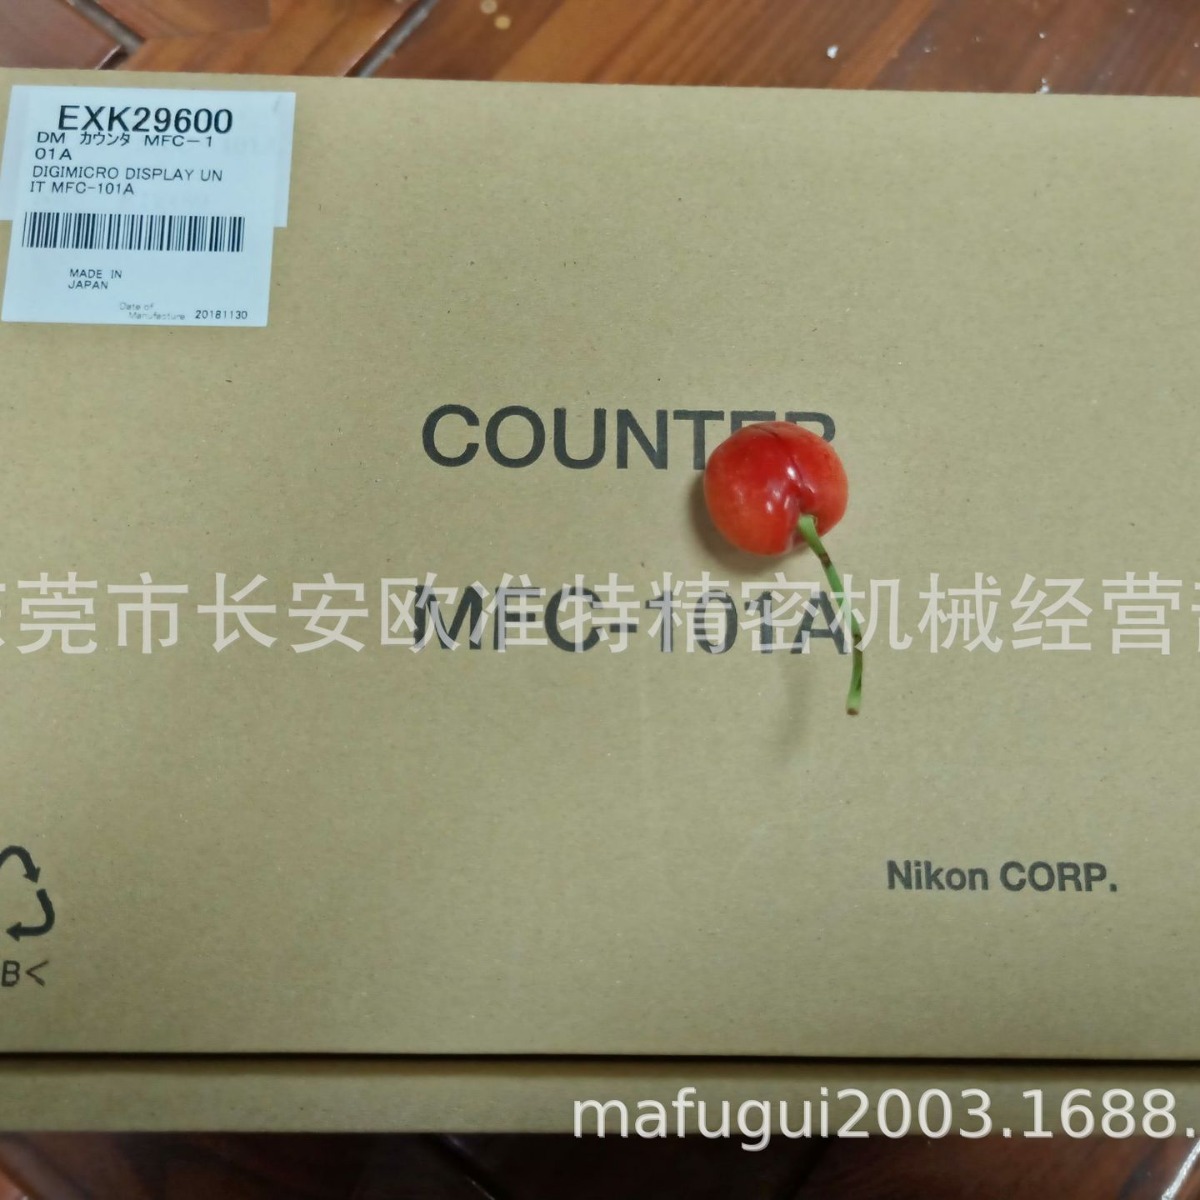 EXK29600
DM カウンタ MFC-1
01A
DIGIMICRO DISPLAY UN
IT MFC-101A
MADE IN
JAPAN
Date of
Manufacture 20181130
COUNTER
东莞市长安欧准特精密机械经营部
MFC-101A
Nikon CORP.
B<
mafugui2003.1688.